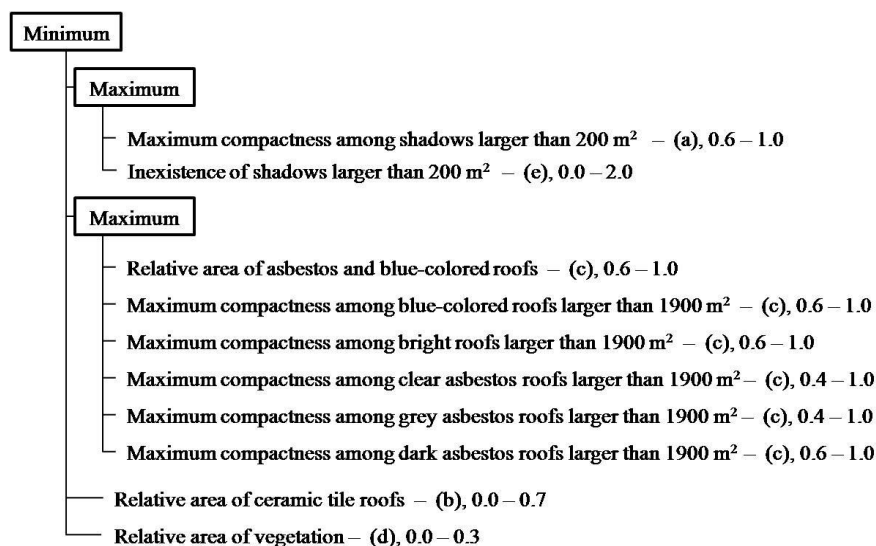 Minimum
Maximum
Maximum compactness among shadows larger than 200 m² – (a), 0.6 – 1.0
Inexistence of shadows larger than 200 m² – (e), 0.0 – 2.0
Maximum
Relative area of asbestos and blue-colored roofs – (c), 0.6 – 1.0
Maximum compactness among blue-colored roofs larger than 1900 m² – (c), 0.6 – 1.0
Maximum compactness among bright roofs larger than 1900 m² – (c), 0.6 – 1.0
Maximum compactness among clear asbestos roofs larger than 1900 m² – (c), 0.4 – 1.0
Maximum compactness among grey asbestos roofs larger than 1900 m² – (c), 0.4 – 1.0
Maximum compactness among dark asbestos roofs larger than 1900 m² – (c), 0.6 – 1.0
Relative area of ceramic tile roofs – (b), 0.0 – 0.7
Relative area of vegetation – (d), 0.0 – 0.3